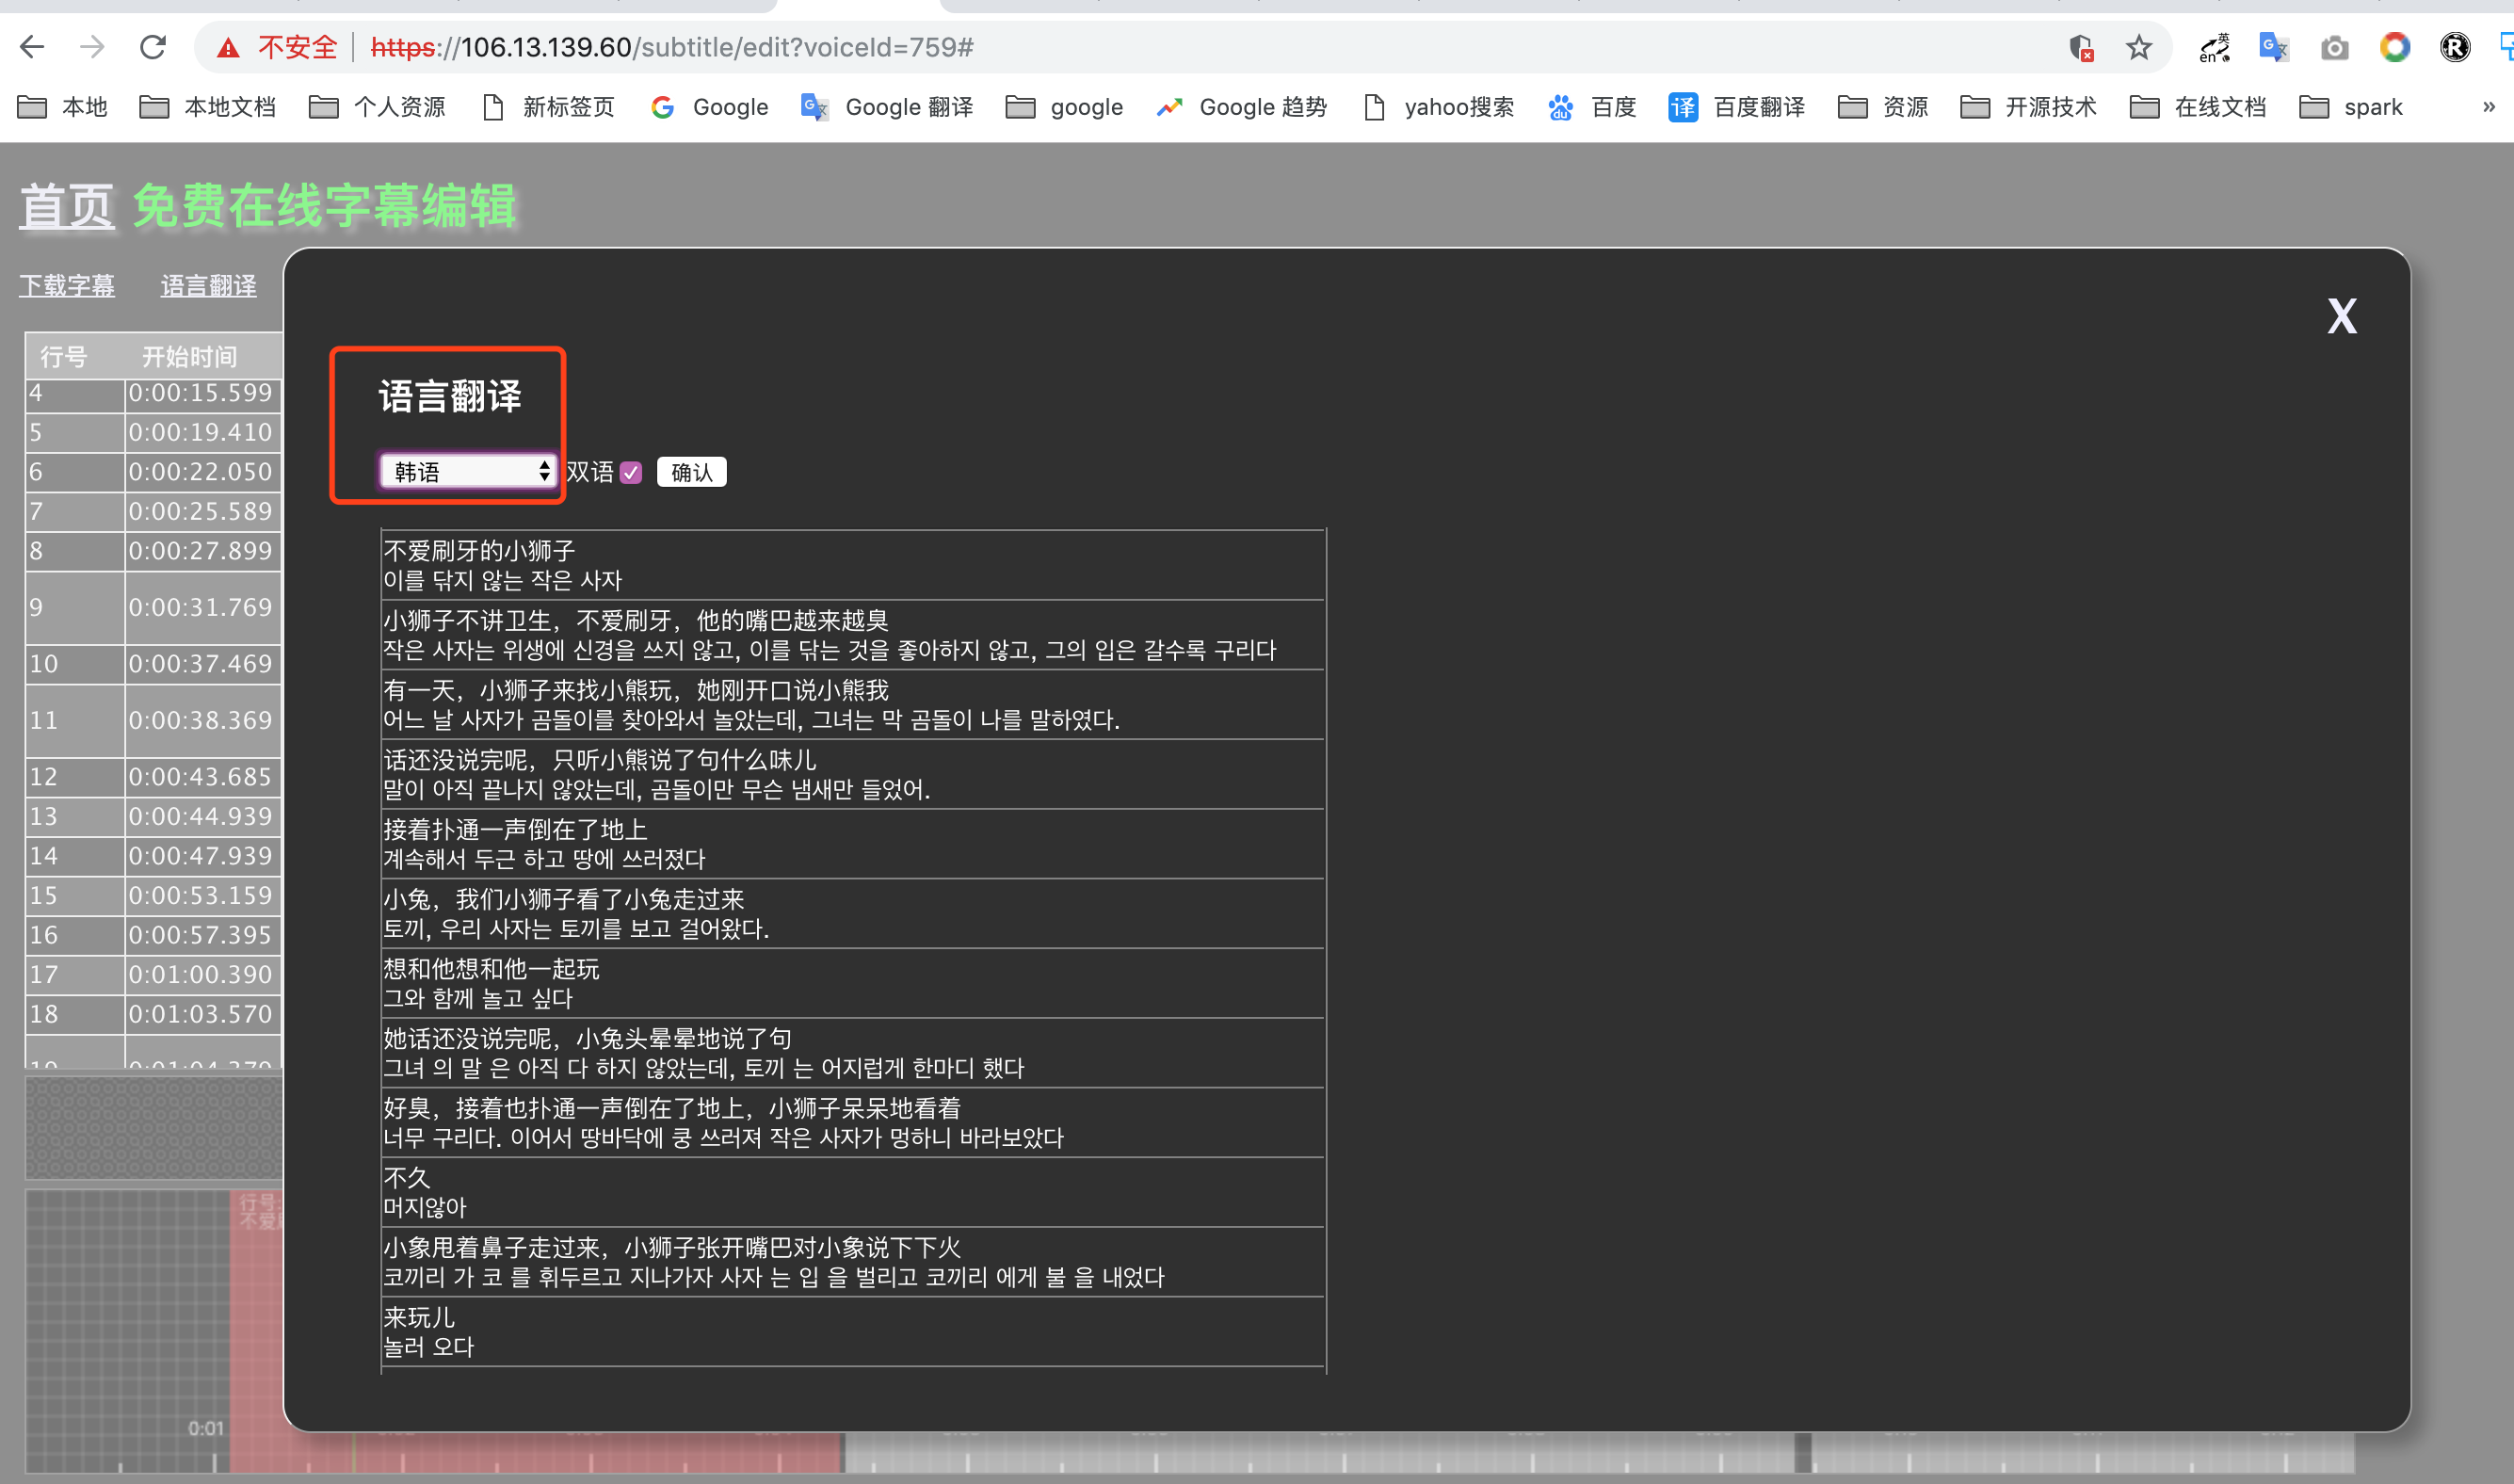 不安全 https://106.13.139.60/subtitle/edit?voiceId=759#
英
en
本地 本地文档 个人资源 新标签页 Google Google 翻译 google Google 趋势 yahoo搜索 百度 译 百度翻译 资源 开源技术 在线文档 spark »
首页 免费在线字幕编辑
下载字幕 语言翻译
X
行号 开始时间
4 0:00:15.599
5 0:00:19.410
6 0:00:22.050
7 0:00:25.589
8 0:00:27.899
9 0:00:31.769
10 0:00:37.469
11 0:00:38.369
12 0:00:43.685
13 0:00:44.939
14 0:00:47.939
15 0:00:53.159
16 0:00:57.395
17 0:01:00.390
18 0:01:03.570
语言翻译
韩语 双语 确认
不爱刷牙的小狮子
이를 닦지 않는 작은 사자
小狮子不讲卫生，不爱刷牙，他的嘴巴越来越臭
작은 사자는 위생에 신경을 쓰지 않고, 이를 닦는 것을 좋아하지 않고, 그의 입은 갈수록 구리다
有一天，小狮子来找小熊玩，她刚开口说小熊我
어느 날 사자가 곰돌이를 찾아와서 놀았는데, 그녀는 막 곰돌이 나를 말하였다.
话还没说完呢，只听小熊说了句什么味儿
말이 아직 끝나지 않았는데, 곰돌이만 무슨 냄새만 들었어.
接着扑通一声倒在了地上
계속해서 두근 하고 땅에 쓰러졌다
小兔，我们小狮子看了小兔走过来
토끼, 우리 사자는 토끼를 보고 걸어왔다.
想和他想和他一起玩
그와 함께 놀고 싶다
她话还没说完呢，小兔头晕晕地说了句
그녀 의 말 은 아직 다 하지 않았는데, 토끼 는 어지럽게 한마디 했다
好臭，接着也扑通一声倒在了地上，小狮子呆呆地看着
너무 구리다. 이어서 땅바닥에 쿵 쓰러져 작은 사자가 멍하니 바라보았다
不久
머지않아
小象甩着鼻子走过来，小狮子张开嘴巴对小象说下下火
코끼리 가 코 를 휘두르고 지나가자 사자 는 입 을 벌리고 코끼리 에게 불 을 내었다
来玩儿
놀러 오다
行号:
不爱
0:01